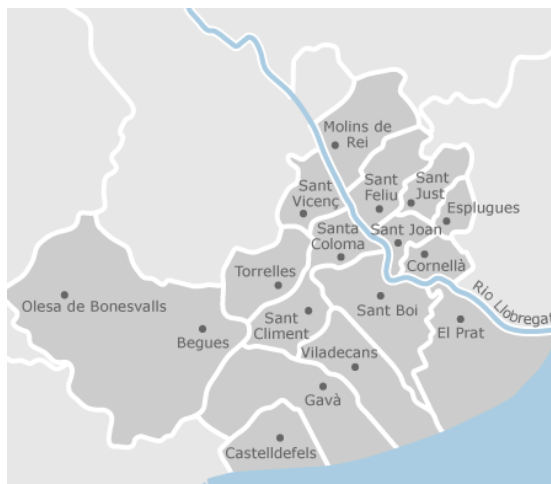 Molins de
Rei
Sant
Vicenç
Sant
Feliu
Sant
Just
Esplugues
Santa
Coloma
Sant Joan
Cornellà
Torrelles
Olesa de Bonesvalls
Begues
Sant
Climent
Sant Boi
Río Llobregat
El Prat
Viladecans
Gavà
Castelldefels